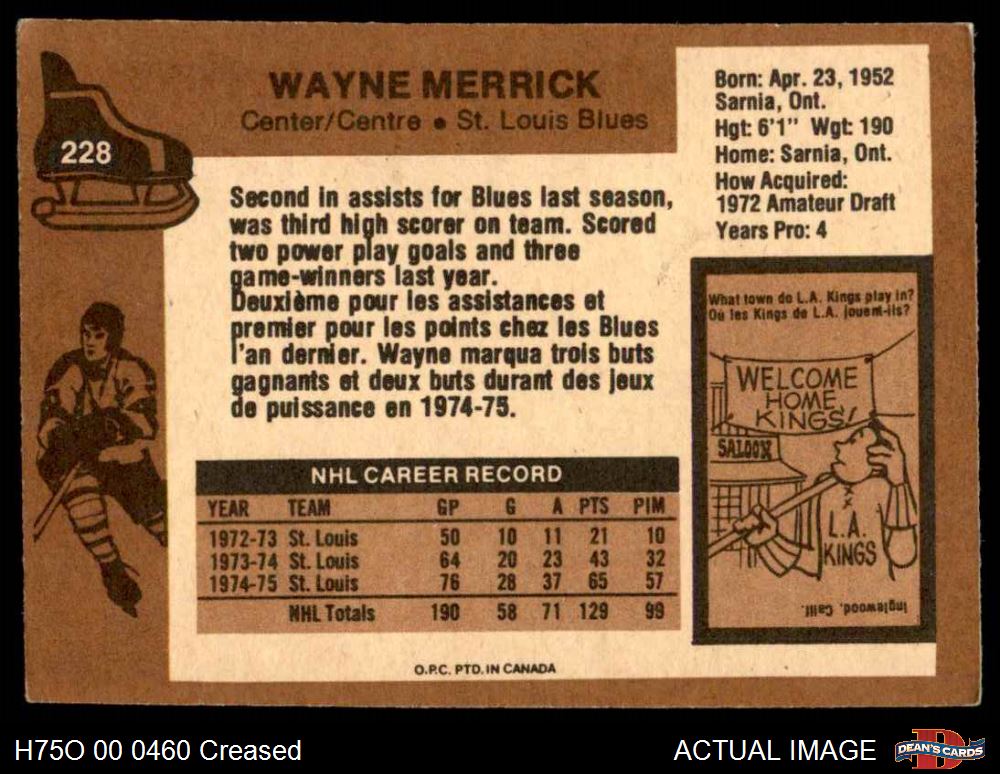 WAYNE MERRICK
Center/Centre • St. Louis Blues
228
Born: Apr. 23, 1952
Sarnia, Ont.
Hgt: 6'1" Wgt: 190
Home: Sarnia, Ont.
How Acquired:
1972 Amateur Draft
Years Pro: 4
Second in assists for Blues last season,
was third high scorer on team. Scored
two power play goals and three
game-winners last year.
Deuxième pour les assistances et
premier pour les points chez les Blues
l'an dernier. Wayne marqua trois buts
gagnants et deux buts durant des jeux
de puissance en 1974-75.
What town do L.A. Kings play in?
Où les Kings de L.A. jouent-ils?
WELCOME
HOME
KINGS!
SALOON
L.A.
KINGS
Inglewood, Calif.
NHL CAREER RECORD
YEAR TEAM GP G A PTS PIM
1972-73 St. Louis 50 10 11 21 10
1973-74 St. Louis 64 20 23 43 32
1974-75 St. Louis 76 28 37 65 57
NHL Totals 190 58 71 129 99
O.P.C. PTD. IN CANADA
H75O 00 0460 Creased
ACTUAL IMAGE
DEAN'S CARDS